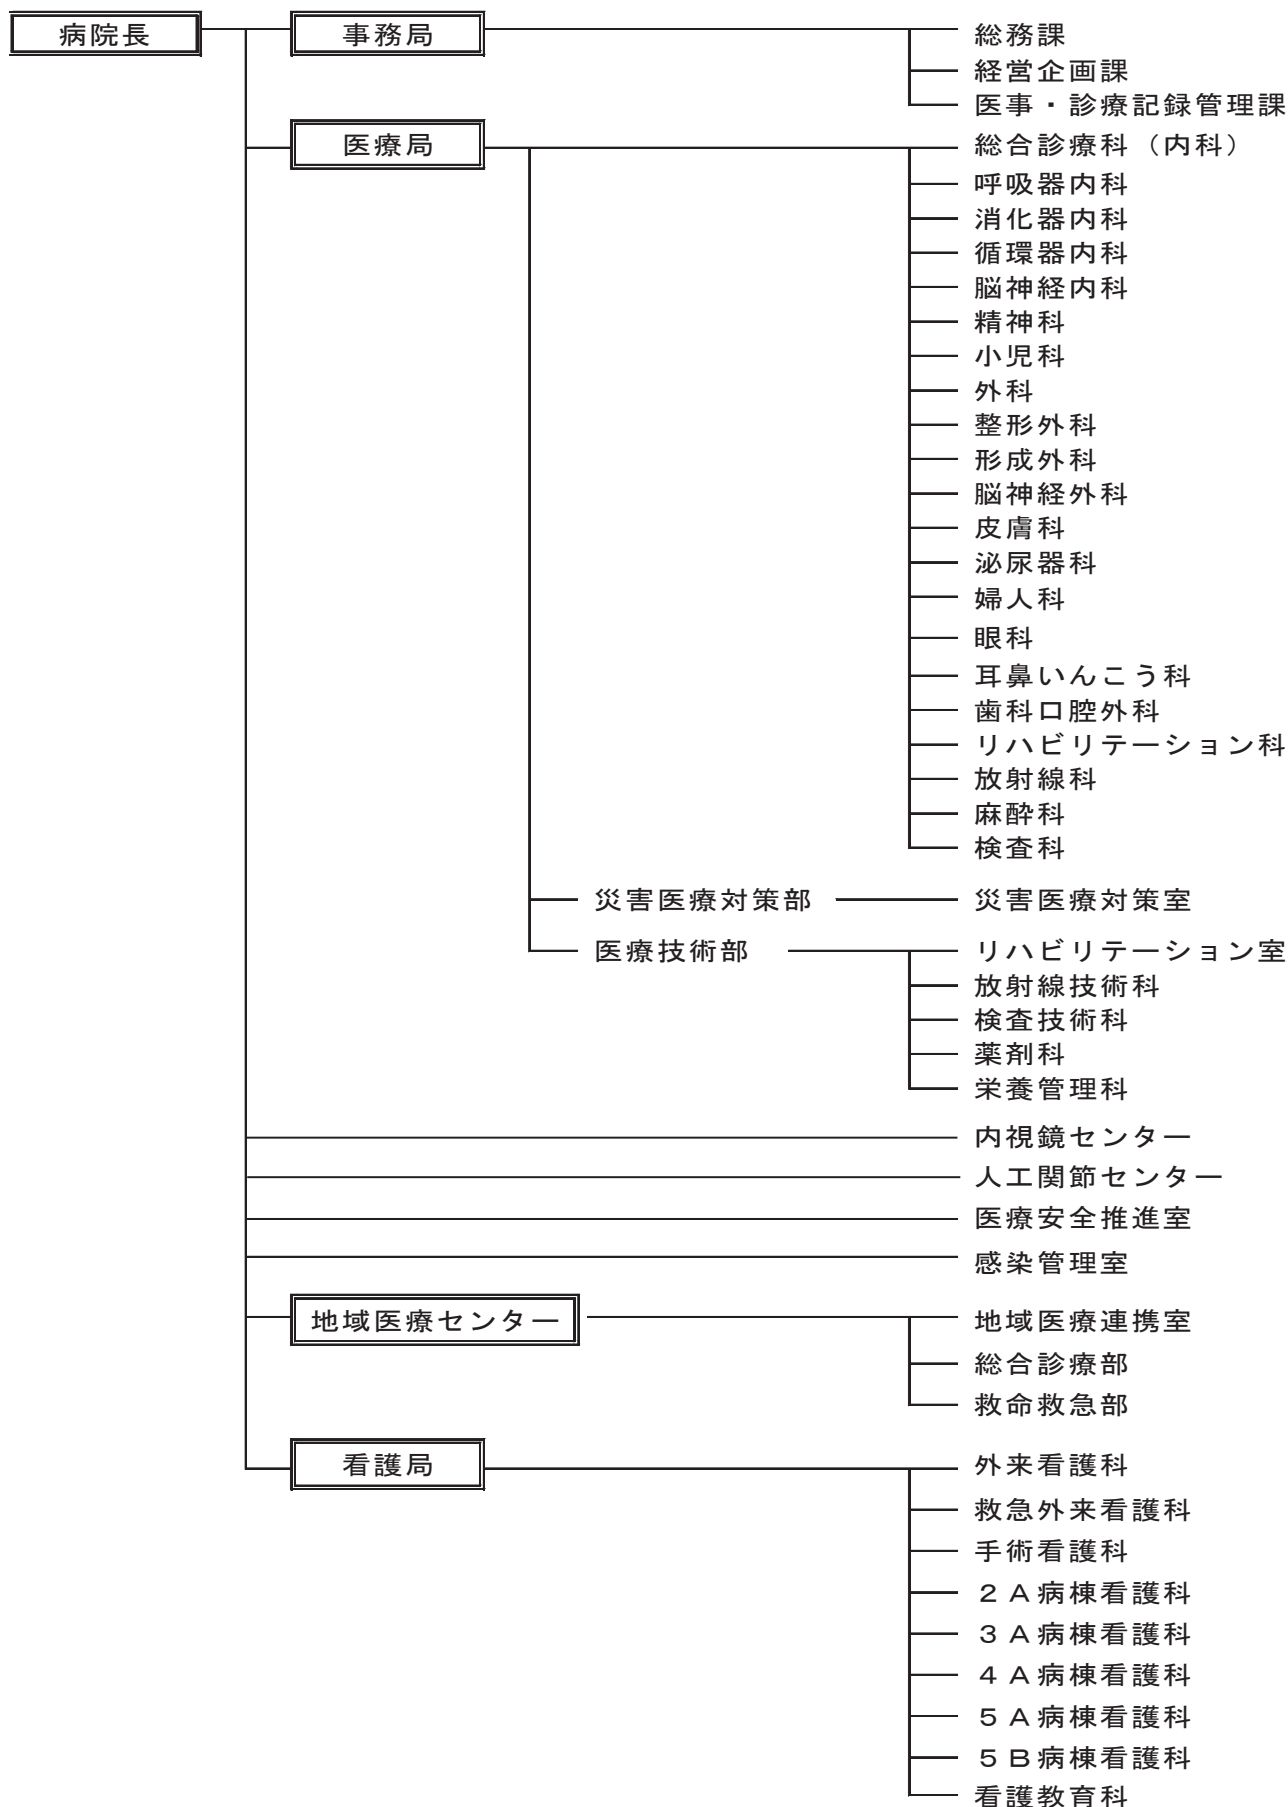 病院長 事務局 総務課
経営企画課
医事・診療記録管理課
医療局 総合診療科（内科）
呼吸器内科
消化器内科
循環器内科
脳神経内科
精神科
小児科
外科
整形外科
形成外科
脳神経外科
皮膚科
泌尿器科
婦人科
眼科
耳鼻いんこう科
歯科口腔外科
リハビリテーション科
放射線科
麻酔科
検査科
災害医療対策部 災害医療対策室
医療技術部 リハビリテーション室
放射線技術科
検査技術科
薬剤科
栄養管理科
内視鏡センター
人工関節センター
医療安全推進室
感染管理室
地域医療センター 地域医療連携室
総合診療部
救命救急部
看護局 外来看護科
救急外来看護科
手術看護科
２Ａ病棟看護科
３Ａ病棟看護科
４Ａ病棟看護科
５Ａ病棟看護科
５Ｂ病棟看護科
看護教育科